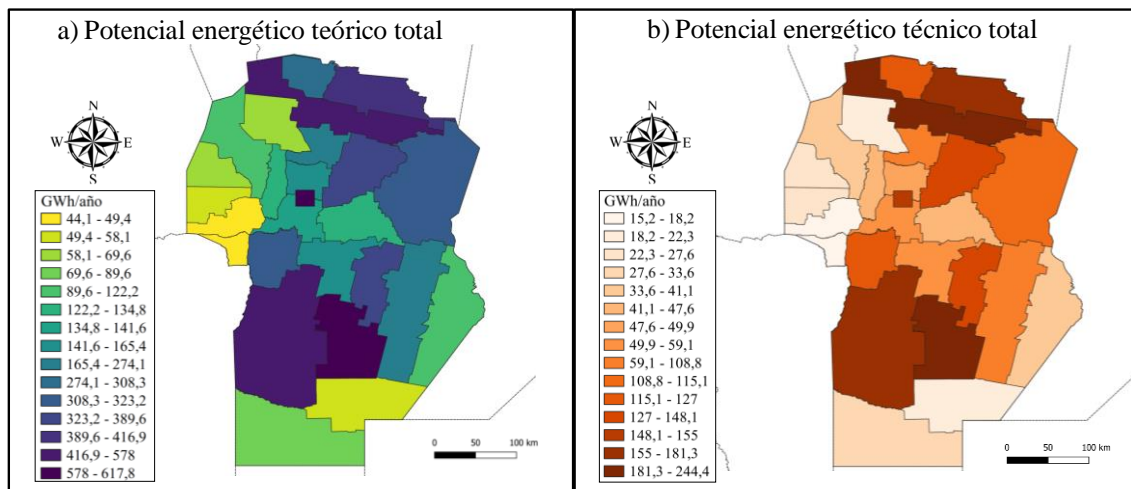 a) Potencial energético teórico total
N
W E
S
GWh/año
44,1 - 49,4
49,4 - 58,1
58,1 - 69,6
69,6 - 89,6
89,6 - 122,2
122,2 - 134,8
134,8 - 141,6
141,6 - 165,4
165,4 - 274,1
274,1 - 308,3
308,3 - 323,2
323,2 - 389,6
389,6 - 416,9
416,9 - 578
578 - 617,8
0 50 100 km
b) Potencial energético técnico total
N
W E
S
GWh/año
15,2 - 18,2
18,2 - 22,3
22,3 - 27,6
27,6 - 33,6
33,6 - 41,1
41,1 - 47,6
47,6 - 49,9
49,9 - 59,1
59,1 - 108,8
108,8 - 115,1
115,1 - 127
127 - 148,1
148,1 - 155
155 - 181,3
181,3 - 244,4
0 50 100 km